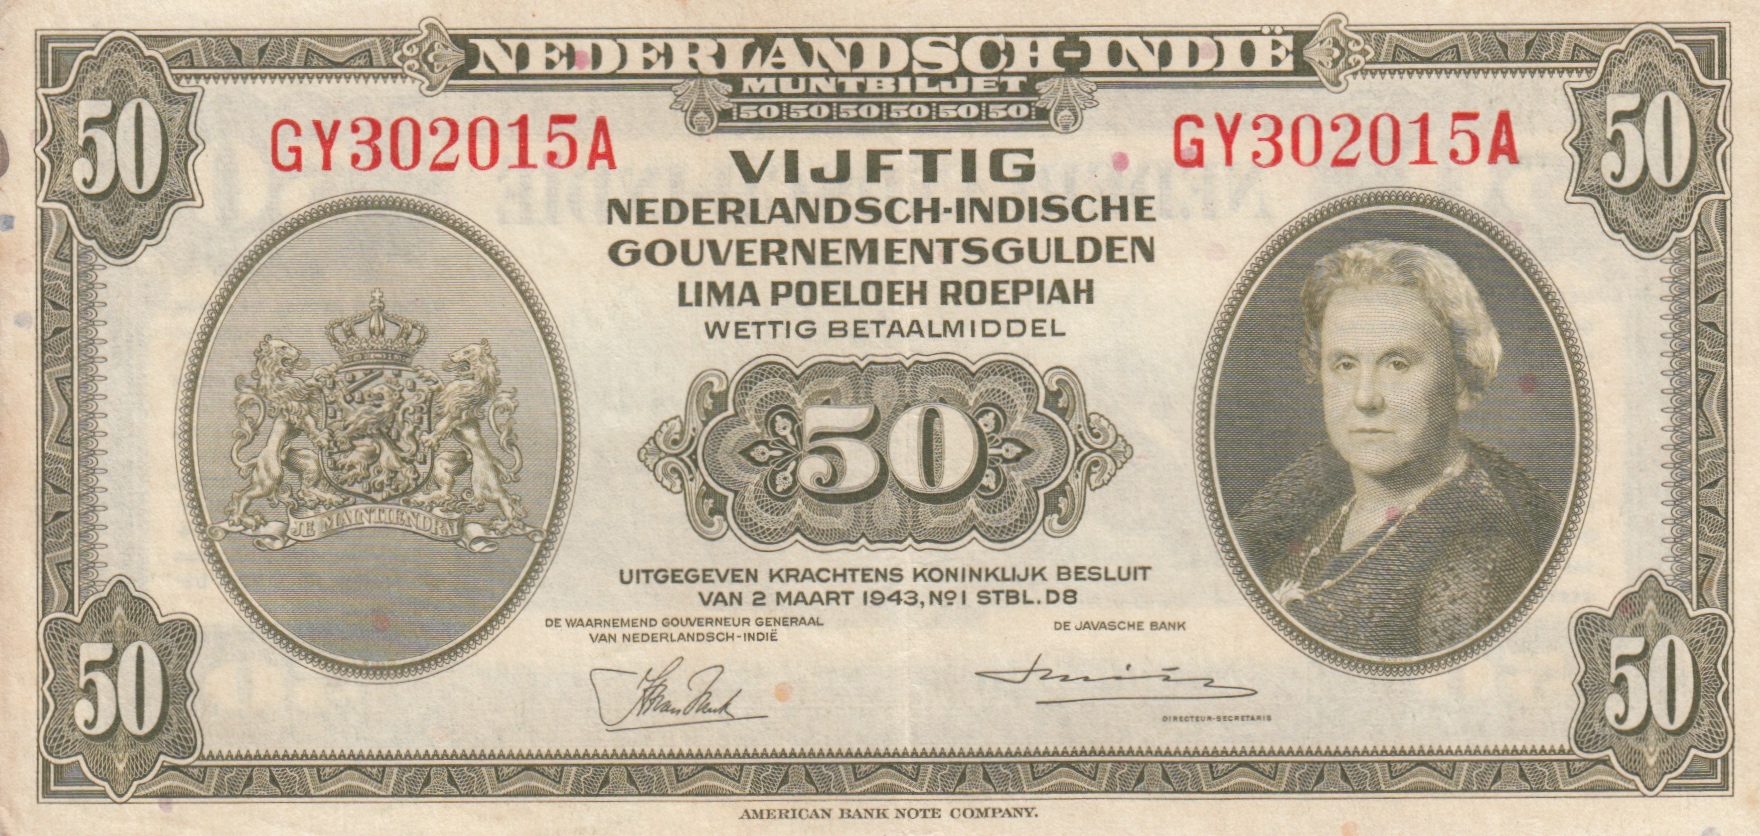 NEDERLANDSCH-INDIË
MUNTBILJET
50 50 50 50 50 50
50
50
GY302015A
GY302015A
VIJFTIG
NEDERLANDSCH-INDISCHE
GOUVERNEMENTSGULDEN
LIMA POELOEH ROEPIAH
WETTIG BETAALMIDDEL
50
JE MAINTIENDRAI
UITGEGEVEN KRACHTENS KONINKLIJK BESLUIT
VAN 2 MAART 1943, Nº 1 STBL. D8
DE WAARNEMEND GOUVERNEUR GENERAAL
VAN NEDERLANDSCH-INDIË
DE JAVASCHE BANK
DIRECTEUR-SECRETARIS
50
50
AMERICAN BANK NOTE COMPANY.